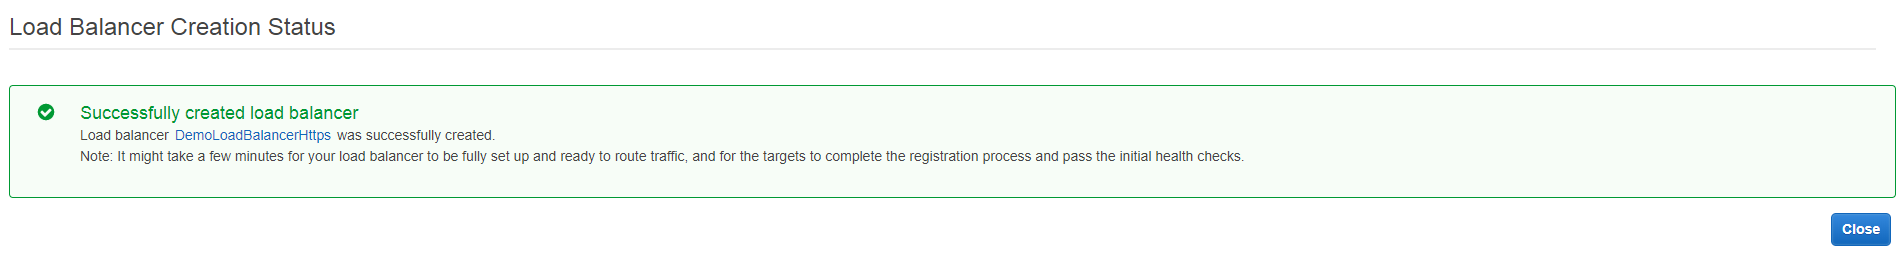 Load Balancer Creation Status
Successfully created load balancer
Load balancer DemoLoadBalancerHttps was successfully created.
Note: It might take a few minutes for your load balancer to be fully set up and ready to route traffic, and for the targets to complete the registration process and pass the initial health checks.
Close